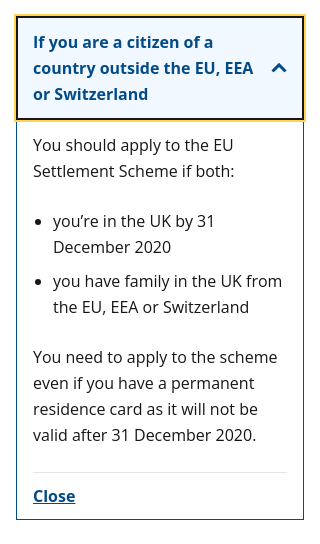 If you are a citizen of a
country outside the EU, EEA
or Switzerland
You should apply to the EU
Settlement Scheme if both:
• you’re in the UK by 31
December 2020
• you have family in the UK from
the EU, EEA or Switzerland
You need to apply to the scheme
even if you have a permanent
residence card as it will not be
valid after 31 December 2020.
Close